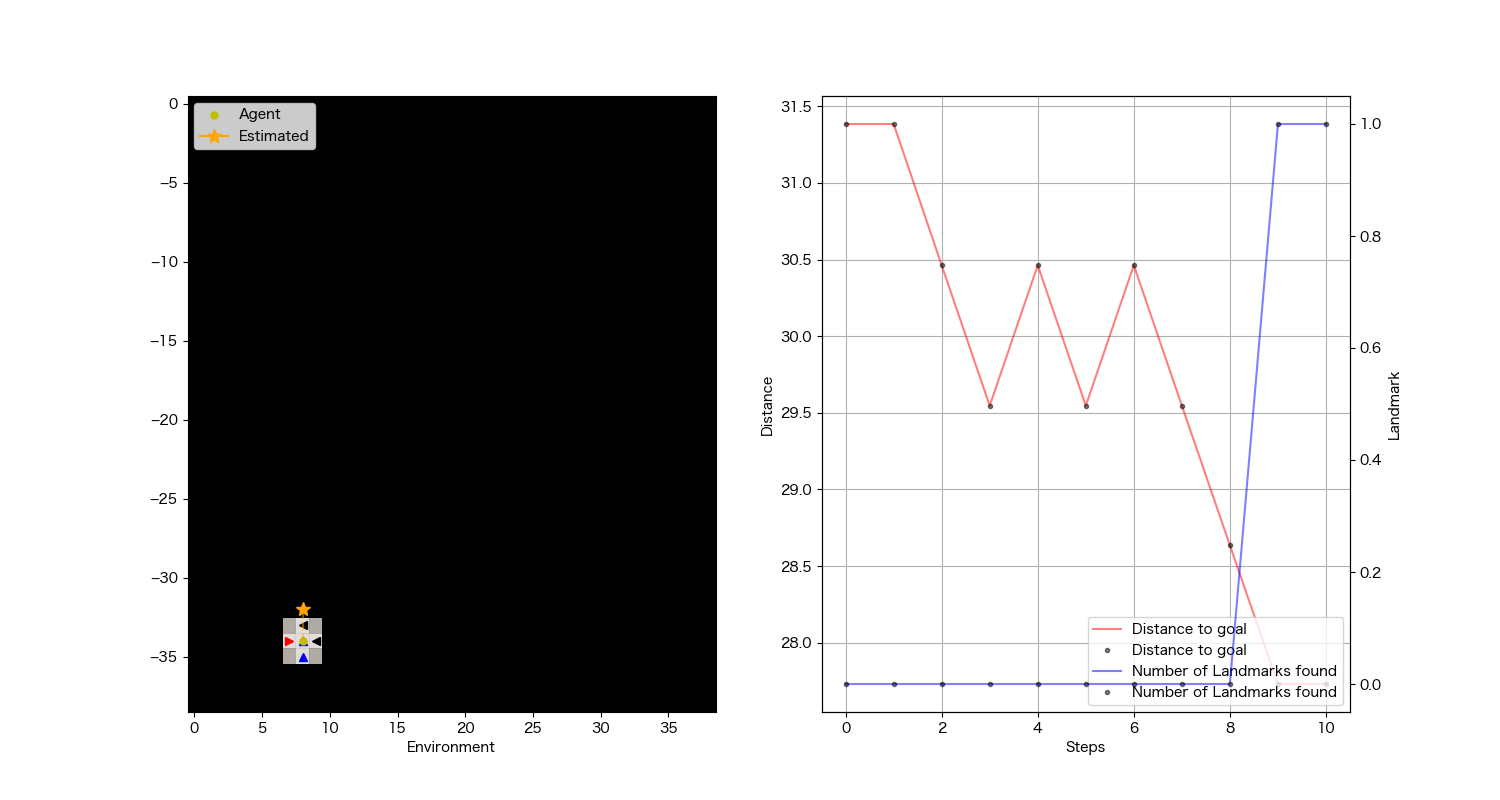 Agent
Estimated
0
−5
−10
−15
−20
−25
−30
−35
0 5 10 15 20 25 30 35
Environment
31.5
31.0
30.5
30.0
29.5
29.0
28.5
28.0
Distance
1.0
0.8
0.6
0.4
0.2
0.0
Landmark
Distance to goal
Distance to goal
Number of Landmarks found
Number of Landmarks found
0 2 4 6 8 10
Steps